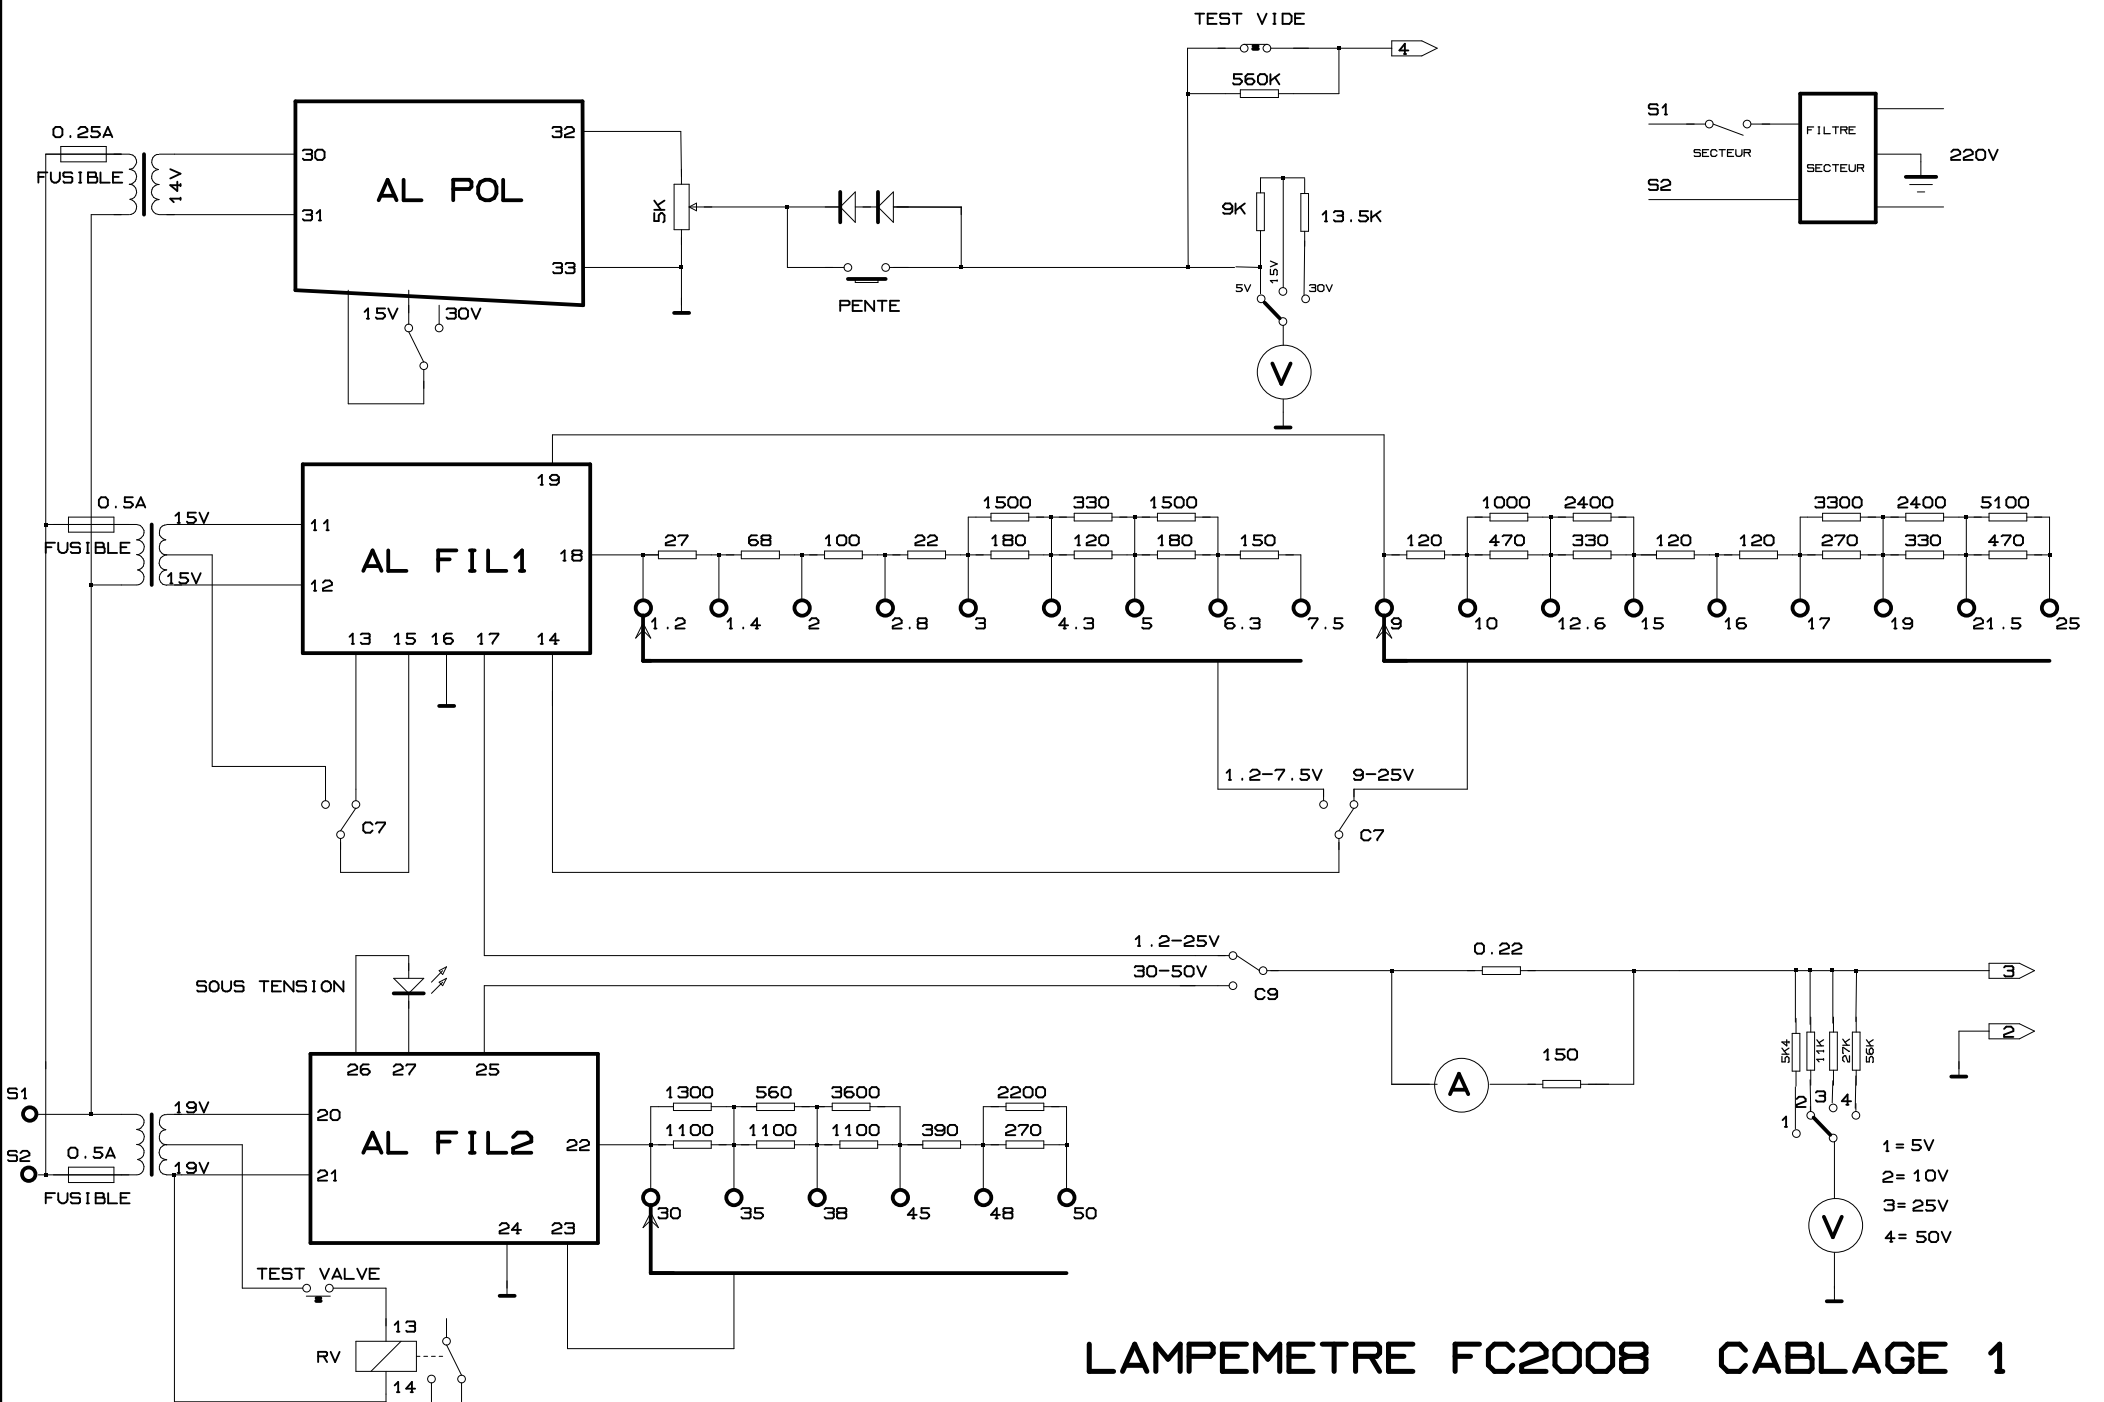 TEST VIDE
4
560K
0.25A
FUSIBLE
14V
30
31
AL POL
32
33
5K
PENTE
9K
13.5K
5V
15V
30V
V
15V
30V
S1
SECTEUR
S2
FILTRE
SECTEUR
220V
0.5A
FUSIBLE
15V
15V
11
12
AL FIL1
19
18
13
15
16
17
14
1500
330
1500
27
68
100
22
180
120
180
150
1.2
1.4
2
2.8
3
4.3
5
6.3
7.5
1000
2400
3300
2400
5100
120
470
330
120
120
270
330
470
9
10
12.6
15
16
17
19
21.5
25
C7
1.2-7.5V
9-25V
C7
1.2-25V
30-50V
C9
0.22
3
2
A
150
5K4
11K
27K
56K
1
2
3
4
V
1= 5V
2= 10V
3= 25V
4= 50V
SOUS TENSION
26
27
25
S1
S2
0.5A
FUSIBLE
19V
19V
20
21
AL FIL2
22
24
23
1300
560
3600
2200
1100
1100
1100
390
270
30
35
38
45
48
50
TEST VALVE
RV
13
14
LAMPEMETRE FC2008 CABLAGE 1